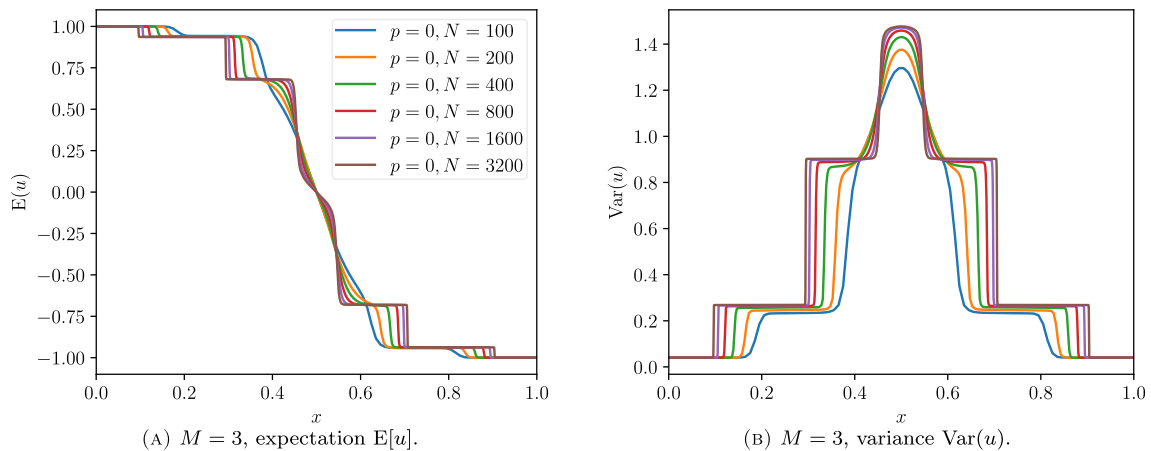 1.00
0.75
0.50
0.25
0.00
−0.25
−0.50
−0.75
−1.00
E(u)
0.0
0.2
0.4
0.6
0.8
1.0
x
p = 0, N = 100
p = 0, N = 200
p = 0, N = 400
p = 0, N = 800
p = 0, N = 1600
p = 0, N = 3200
(A) M = 3, expectation E[u].
1.4
1.2
1.0
0.8
0.6
0.4
0.2
0.0
Var(u)
0.0
0.2
0.4
0.6
0.8
1.0
x
(B) M = 3, variance Var(u).